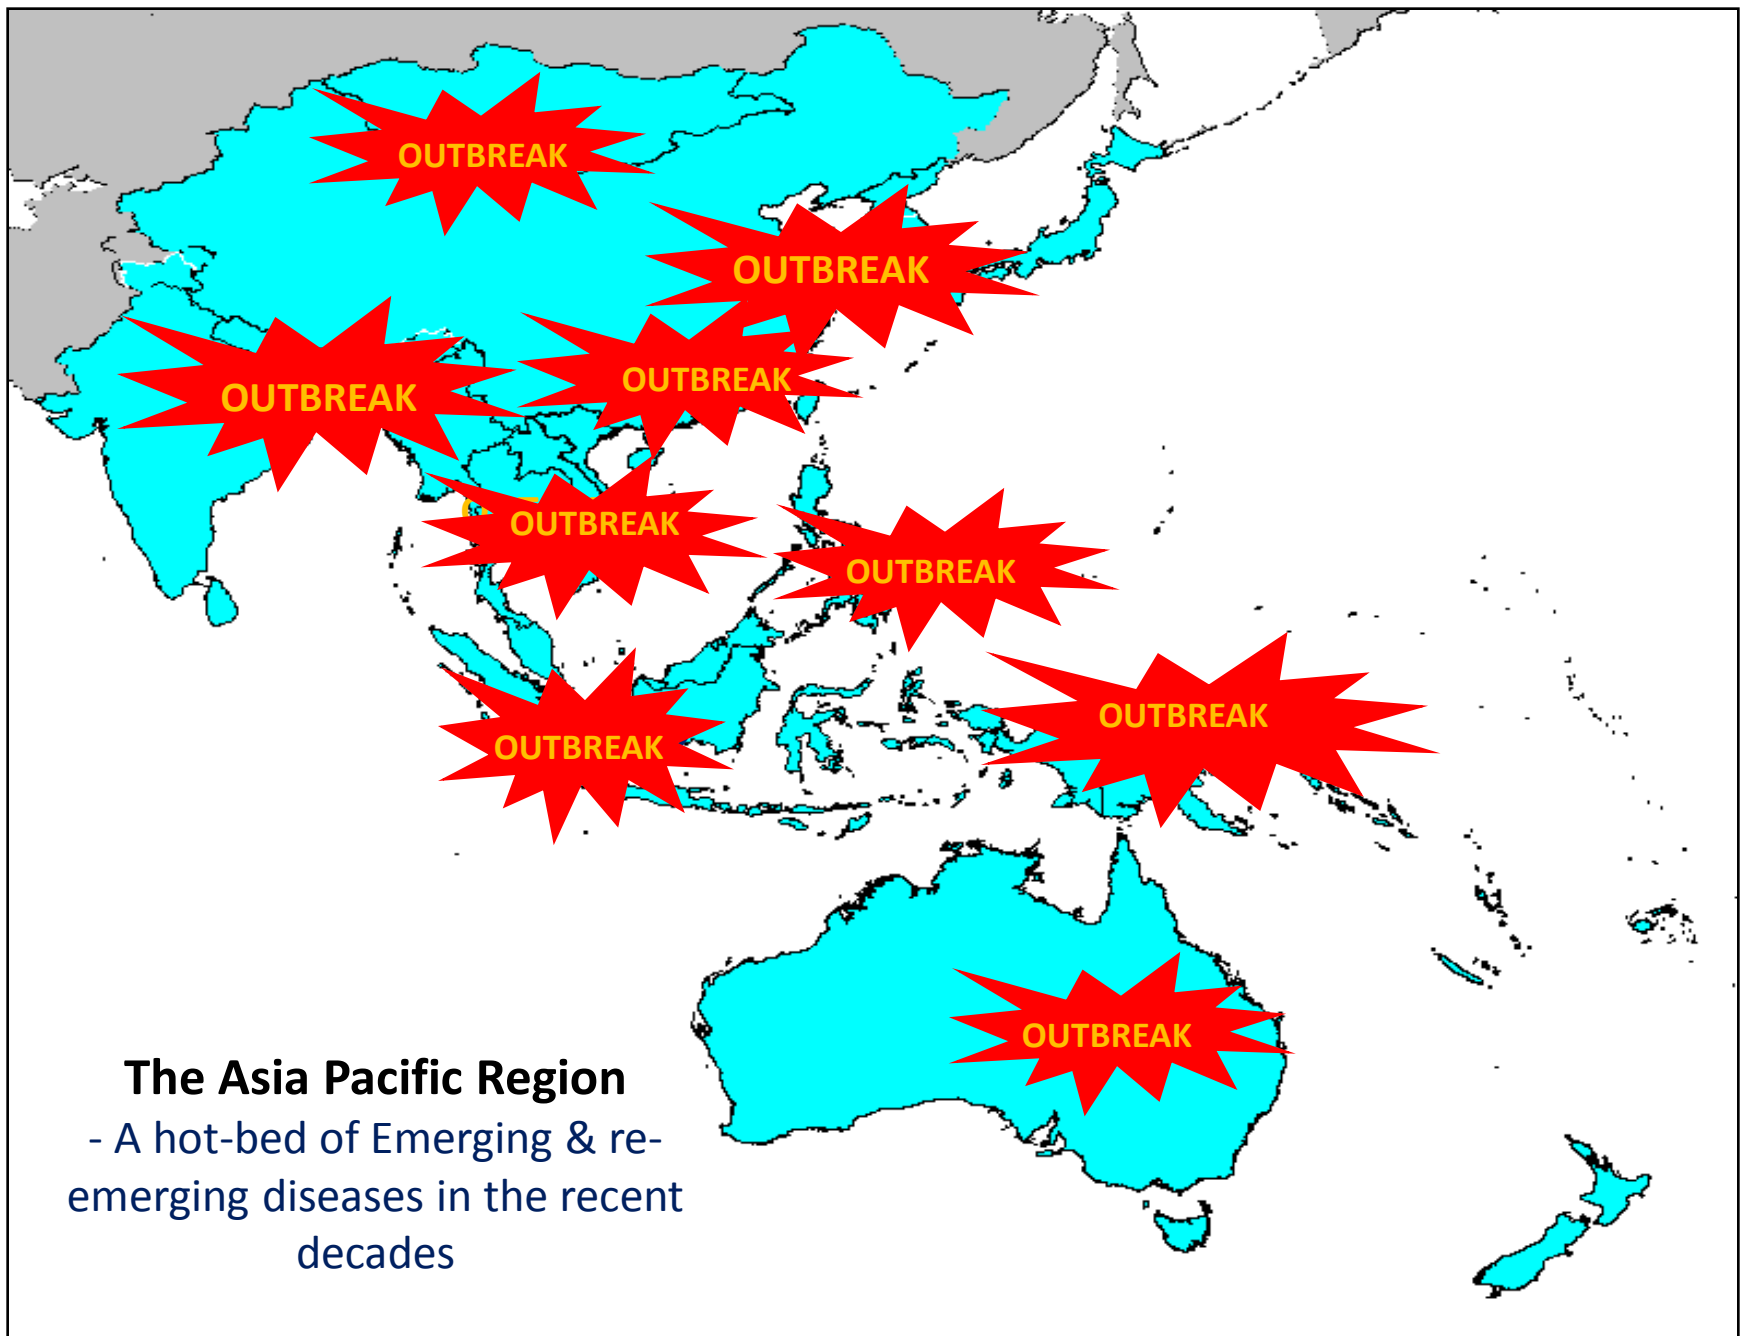 OUTBREAK
OUTBREAK
OUTBREAK
OUTBREAK
OUTBREAK
OUTBREAK
OUTBREAK
OUTBREAK
OUTBREAK
The Asia Pacific Region
- A hot-bed of Emerging & re-
emerging diseases in the recent
decades